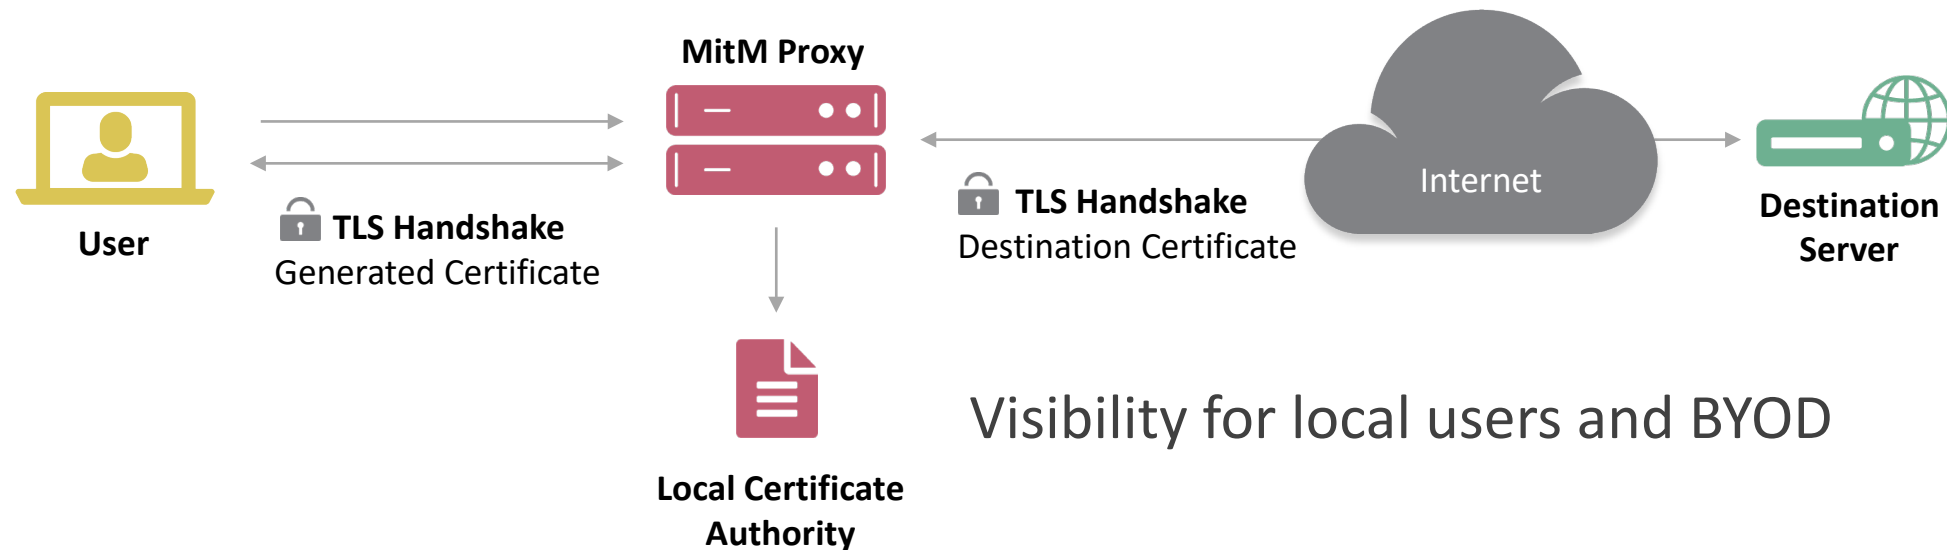 MitM Proxy
User
TLS Handshake
Generated Certificate
TLS Handshake
Destination Certificate
Internet
Destination
Server
Local Certificate
Authority
Visibility for local users and BYOD